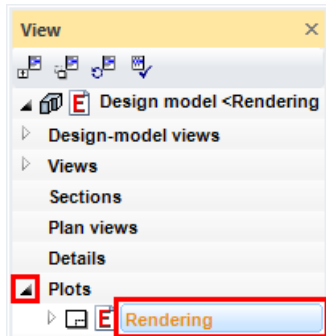 View
Design model <Rendering
Design-model views
Views
Sections
Plan views
Details
Plots
E Rendering